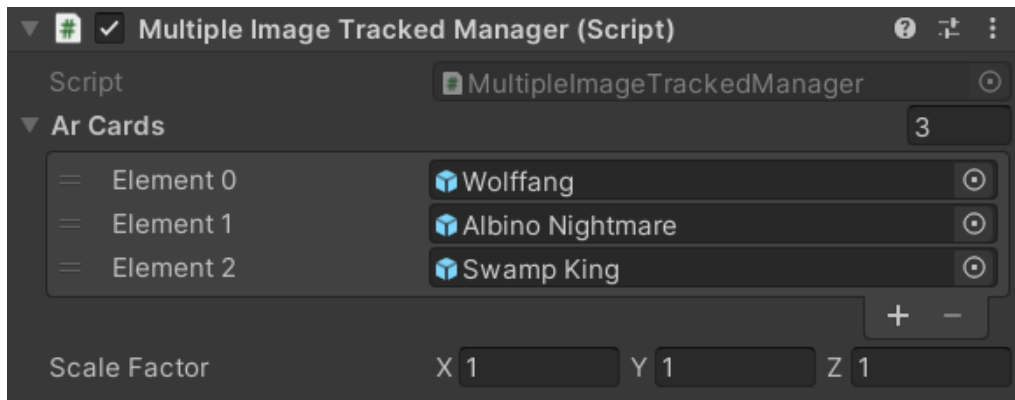 Multiple Image Tracked Manager (Script)
Script MultipleImageTrackedManager
Ar Cards 3
Element 0 Wolffang
Element 1 Albino Nightmare
Element 2 Swamp King
Scale Factor X 1 Y 1 Z 1